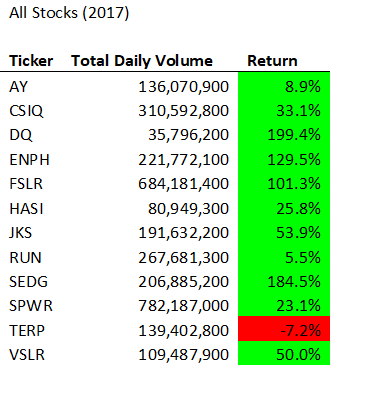 All Stocks (2017)
Ticker Total Daily Volume Return
AY 136,070,900 8.9%
CSIQ 310,592,800 33.1%
DQ 35,796,200 199.4%
ENPH 221,772,100 129.5%
FSLR 684,181,400 101.3%
HASI 80,949,300 25.8%
JKS 191,632,200 53.9%
RUN 267,681,300 5.5%
SEDG 206,885,200 184.5%
SPWR 782,187,000 23.1%
TERP 139,402,800 -7.2%
VSLR 109,487,900 50.0%